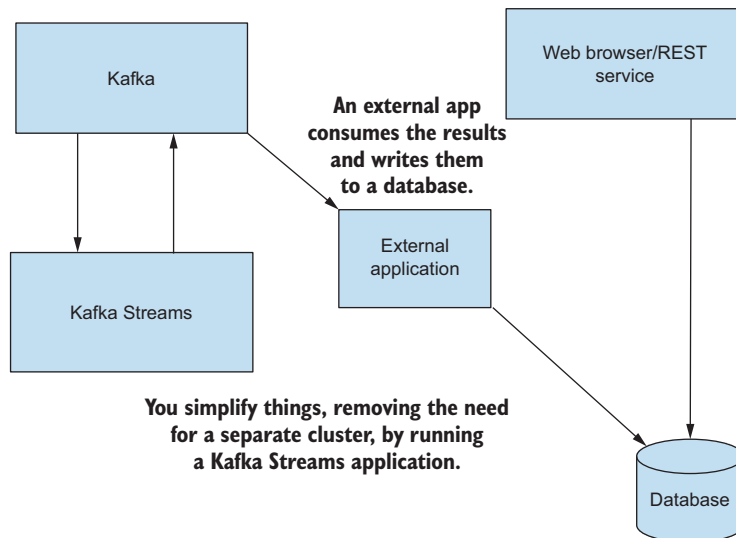 Kafka
Web browser/REST
service
An external app
consumes the results
and writes them
to a database.
External
application
Kafka Streams
You simplify things, removing the need
for a separate cluster, by running
a Kafka Streams application.
Database